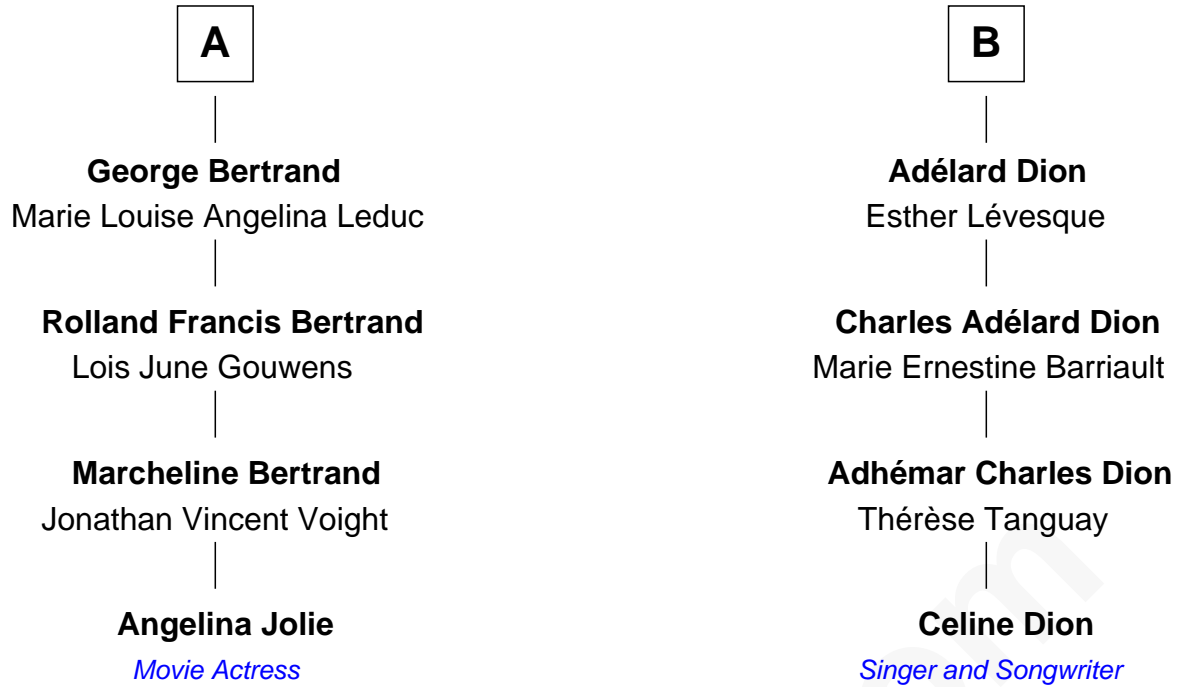 A
George Bertrand
Marie Louise Angelina Leduc
Rolland Francis Bertrand
Lois June Gouwens
Marcheline Bertrand
Jonathan Vincent Voight
Angelina Jolie
Movie Actress
B
Adélard Dion
Esther Lévesque
Charles Adélard Dion
Marie Ernestine Barriault
Adhémar Charles Dion
Thérèse Tanguay
Celine Dion
Singer and Songwriter